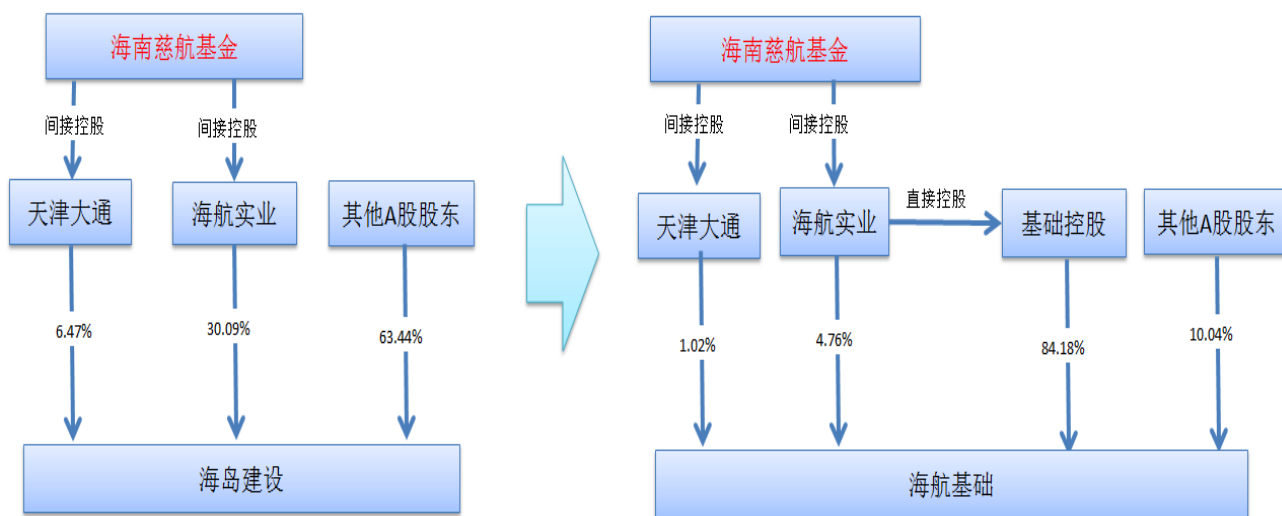 海南慈航基金
间接控股
间接控股
天津大通
海航实业
其他A股股东
6.47%
30.09%
63.44%
海岛建设
海南慈航基金
间接控股
间接控股
直接控股
天津大通
海航实业
基础控股
其他A股股东
1.02%
4.76%
84.18%
10.04%
海航基础